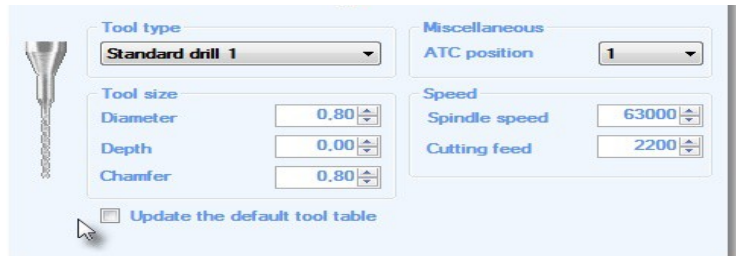 Tool type
Standard drill 1
Miscellaneous
ATC position 1
Tool size
Diameter 0,80
Depth 0,00
Chamfer 0,80
Speed
Spindle speed 63000
Cutting feed 2200
Update the default tool table